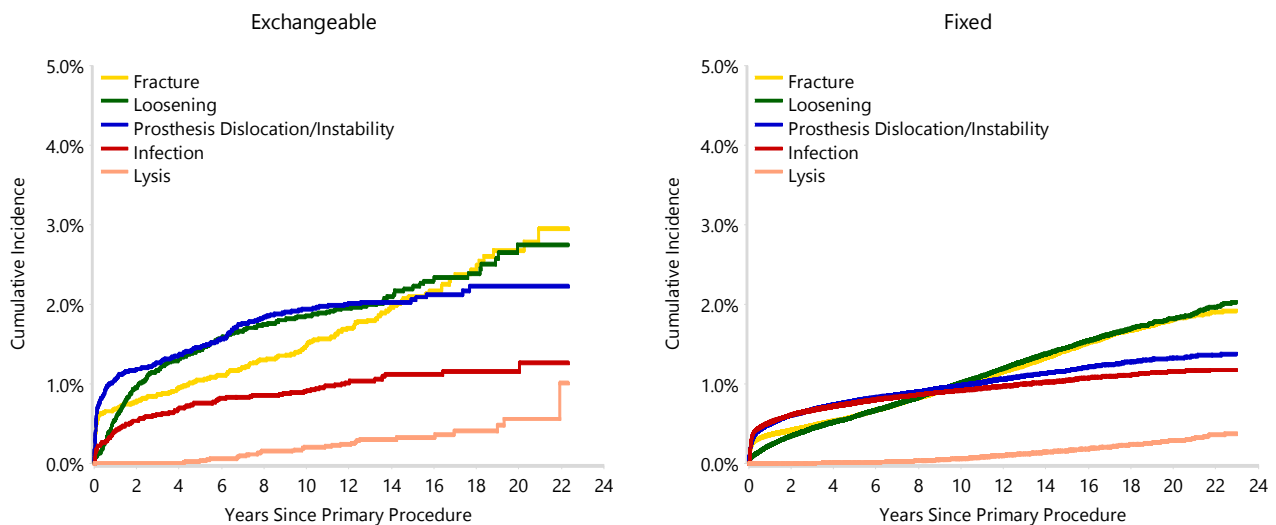 Exchangeable
5.0%
4.0%
3.0%
2.0%
1.0%
0.0%
Cumulative Incidence
Fracture
Loosening
Prosthesis Dislocation/Instability
Infection
Lysis
0 2 4 6 8 10 12 14 16 18 20 22 24
Years Since Primary Procedure
Fixed
5.0%
4.0%
3.0%
2.0%
1.0%
0.0%
Cumulative Incidence
Fracture
Loosening
Prosthesis Dislocation/Instability
Infection
Lysis
0 2 4 6 8 10 12 14 16 18 20 22 24
Years Since Primary Procedure